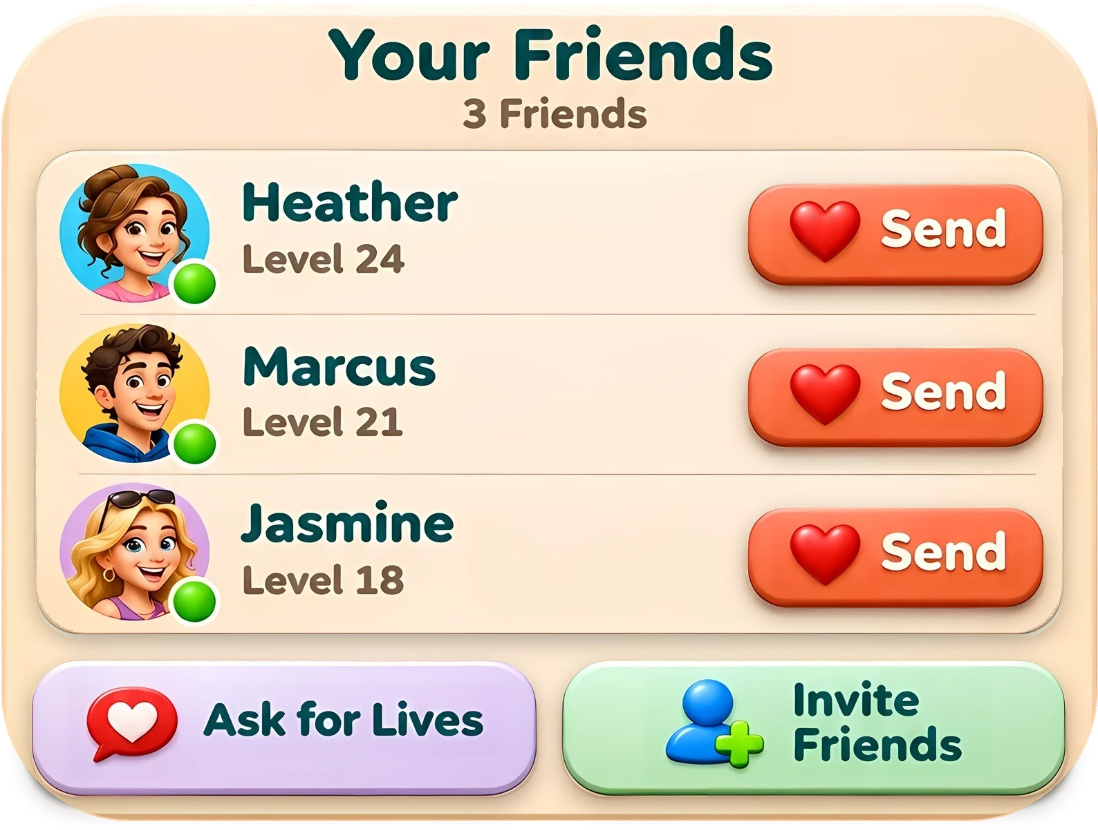 Your Friends
3 Friends
Heather
Level 24
Send
Marcus
Level 21
Send
Jasmine
Level 18
Send
Ask for Lives
Invite
Friends